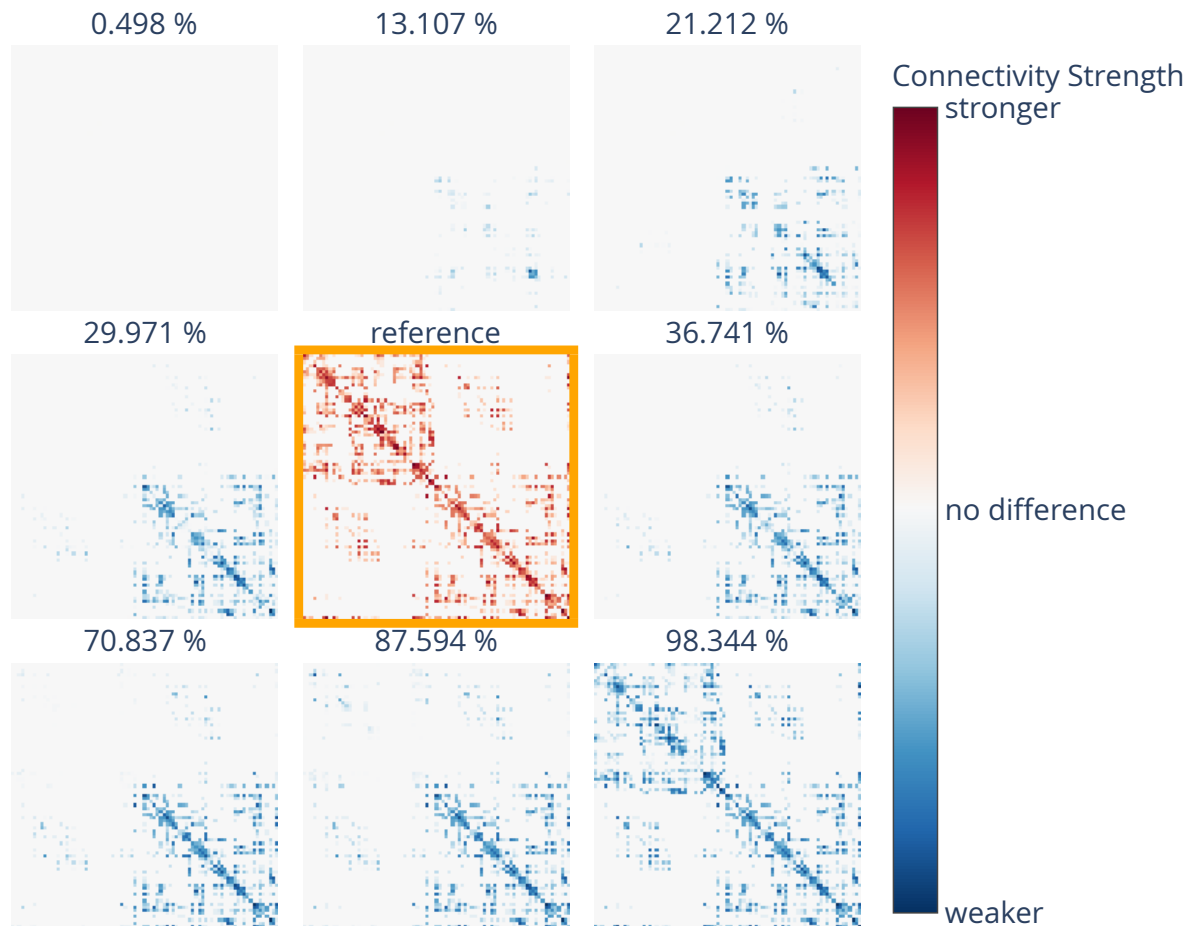 0.498 %
13.107 %
21.212 %
Connectivity Strength
stronger
29.971 %
reference
36.741 %
no difference
70.837 %
87.594 %
98.344 %
weaker